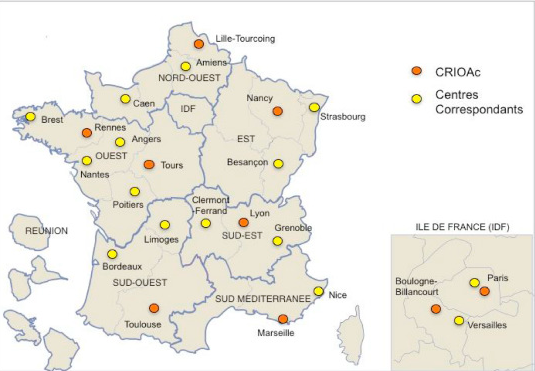 Lille-Tourcoing
Amiens
NORD-OUEST
CRIOAc
Centres
Correspondants
Caen
IDF
Nancy
Strasbourg
Brest
Rennes
Angers
EST
OUEST
Tours
Besançon
Nantes
Poitiers
Clermont
-Ferrand
Lyon
REUNION
Limoges
SUD-EST
Grenoble
ILE DE FRANCE (IDF)
Bordeaux
SUD-OUEST
Boulogne-
Billancourt
Paris
SUD MEDITERRANEE
Nice
Toulouse
Marseille
Versailles